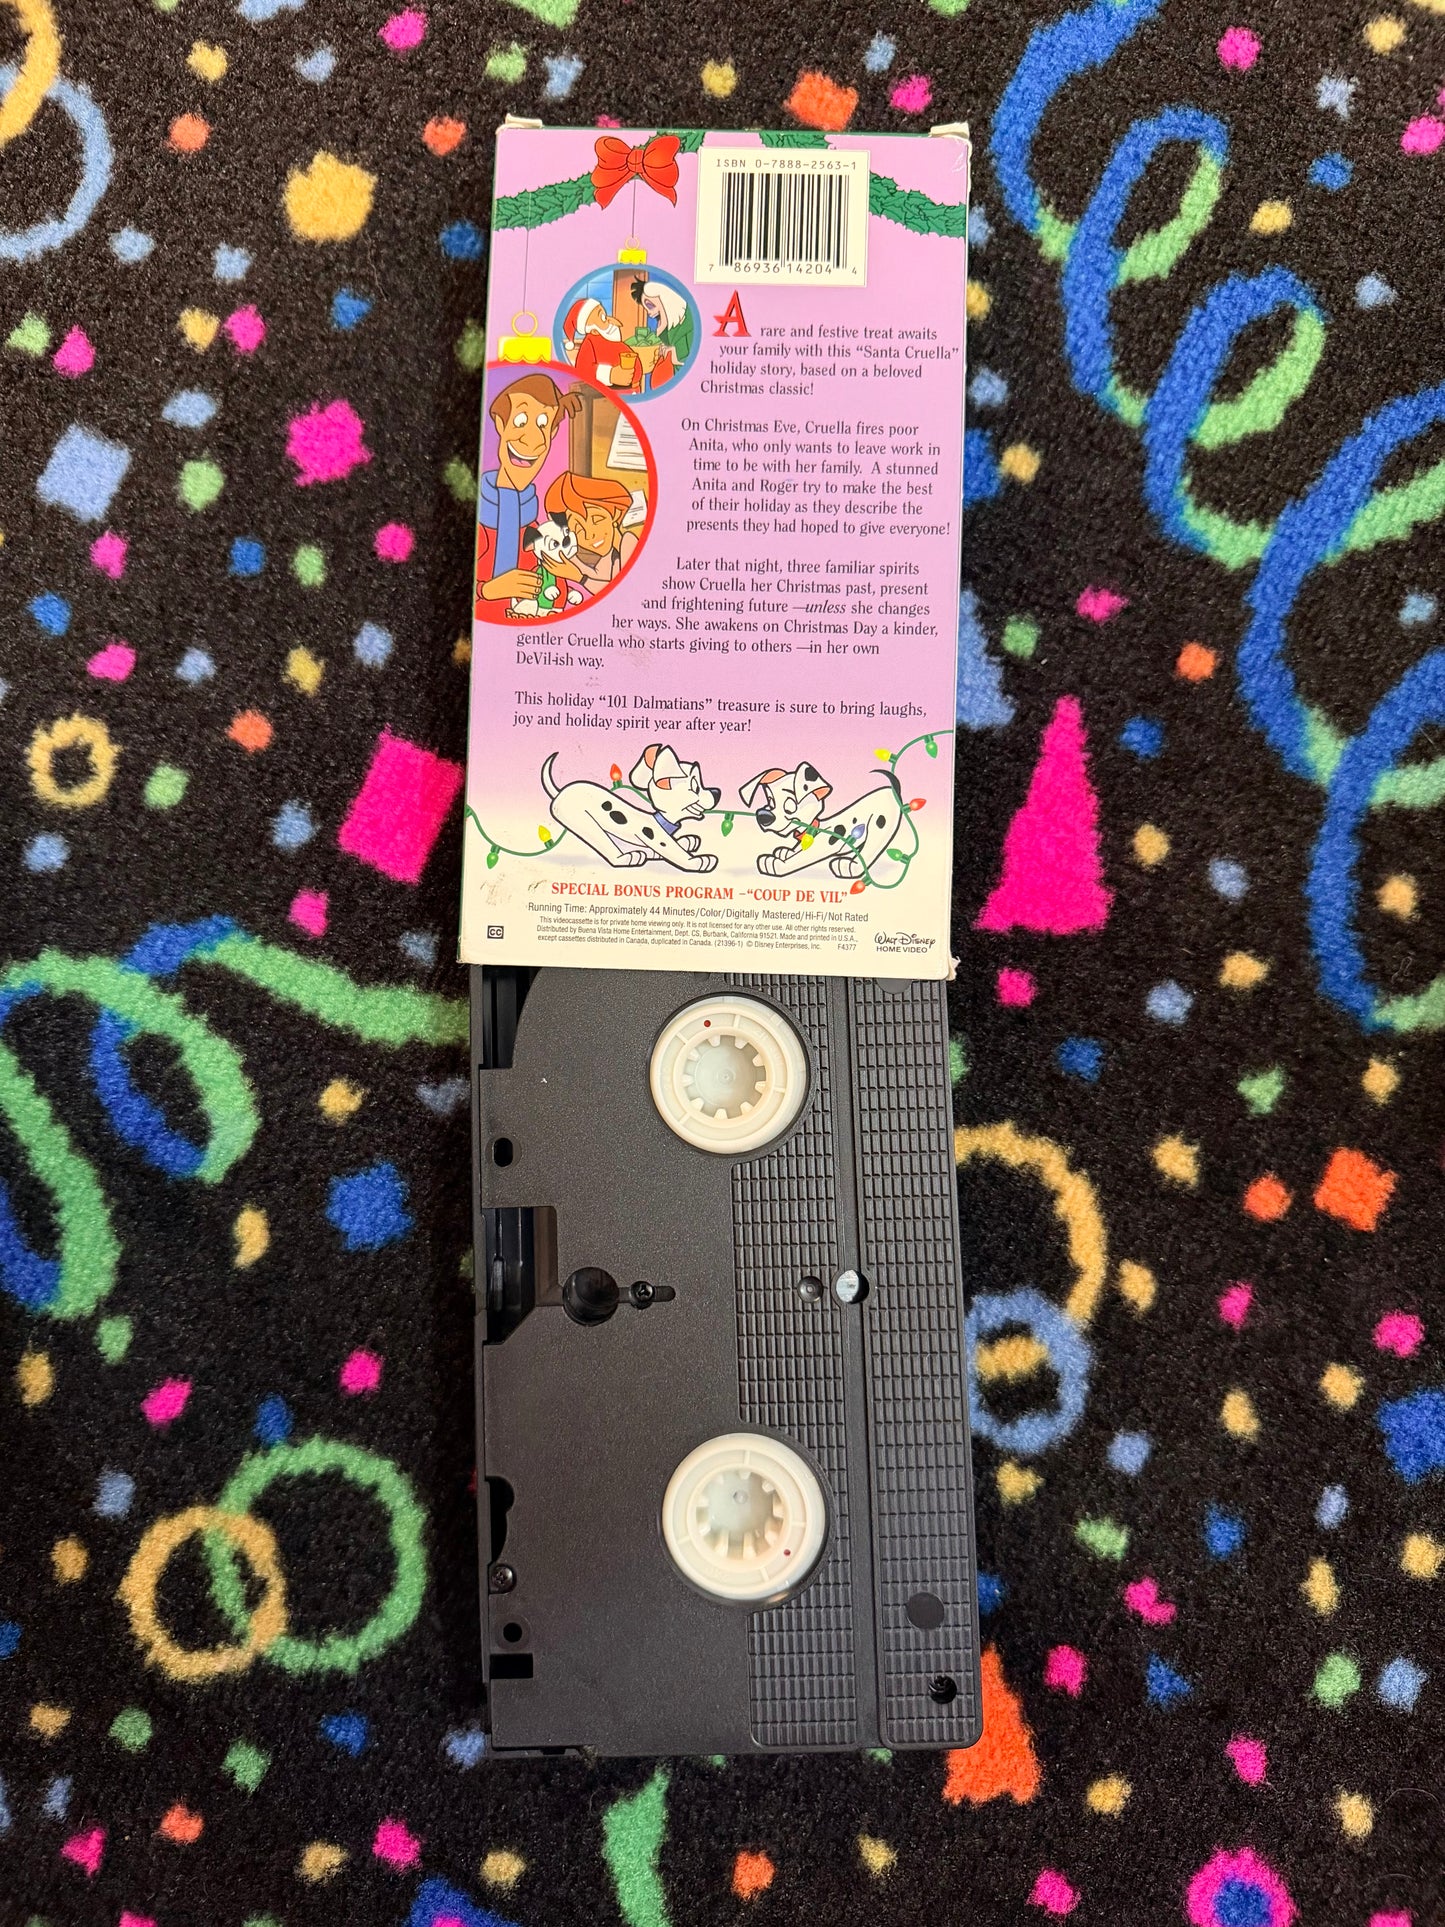 ISBN 0-7888-2563-1
7 86936 14204 4
A rare and festive treat awaits
your family with this “Santa Cruella”
holiday story, based on a beloved
Christmas classic!
On Christmas Eve, Cruella fires poor
Anita, who only wants to leave work in
time to be with her family. A stunned
Anita and Roger try to make the best
of their holiday as they describe the
presents they had hoped to give everyone!
Later that night, three familiar spirits
show Cruella her Christmas past, present
and frightening future —unless she changes
her ways. She awakens on Christmas Day a kinder,
gentler Cruella who starts giving to others —in her own
DeVil-ish way.
This holiday “101 Dalmatians” treasure is sure to bring laughs,
joy and holiday spirit year after year!
SPECIAL BONUS PROGRAM –“COUP DE VIL”
Running Time: Approximately 44 Minutes/Color/Digitally Mastered/Hi-Fi/Not Rated
This videocassette is for private home viewing only. It is not licensed for any other use. All other rights reserved.
Distributed by Buena Vista Home Entertainment, Dept. CS, Burbank, California 91521. Made and printed in U.S.A.,
except cassettes distributed in Canada, duplicated in Canada. (21396-1) © Disney Enterprises, Inc. F4377
CC
Walt Disney
HOME VIDEO